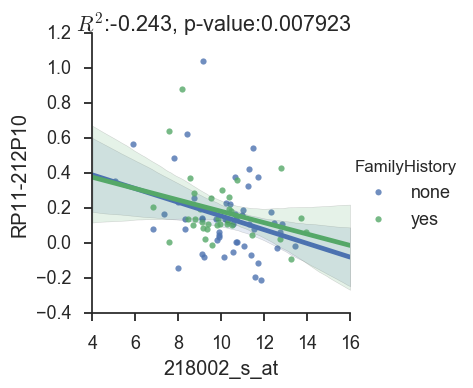 R²:-0.243, p-value:0.007923
1.2
1.0
0.8
0.6
0.4
0.2
0.0
−0.2
−0.4
RP11-212P10
4 6 8 10 12 14 16
218002_s_at
FamilyHistory
none
yes